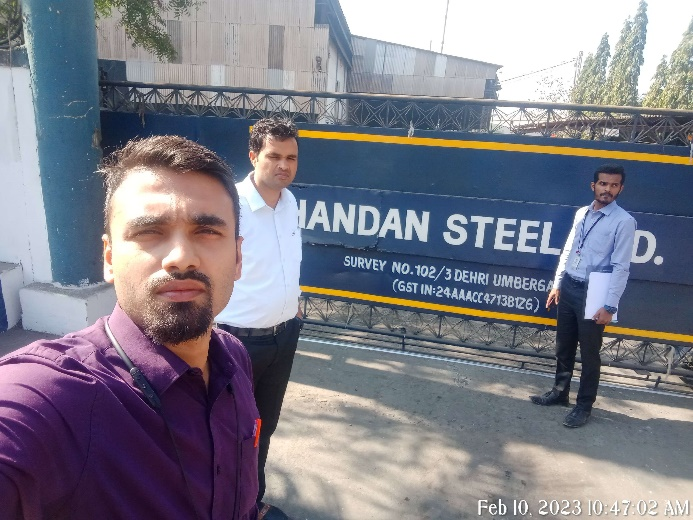 HANDAN STEEL D.
SURVEY NO.102/3 DEHRI UMBERGA
(GST IN:24AAACC4713B1Z6)
Feb 10, 2023 10:47:02 AM